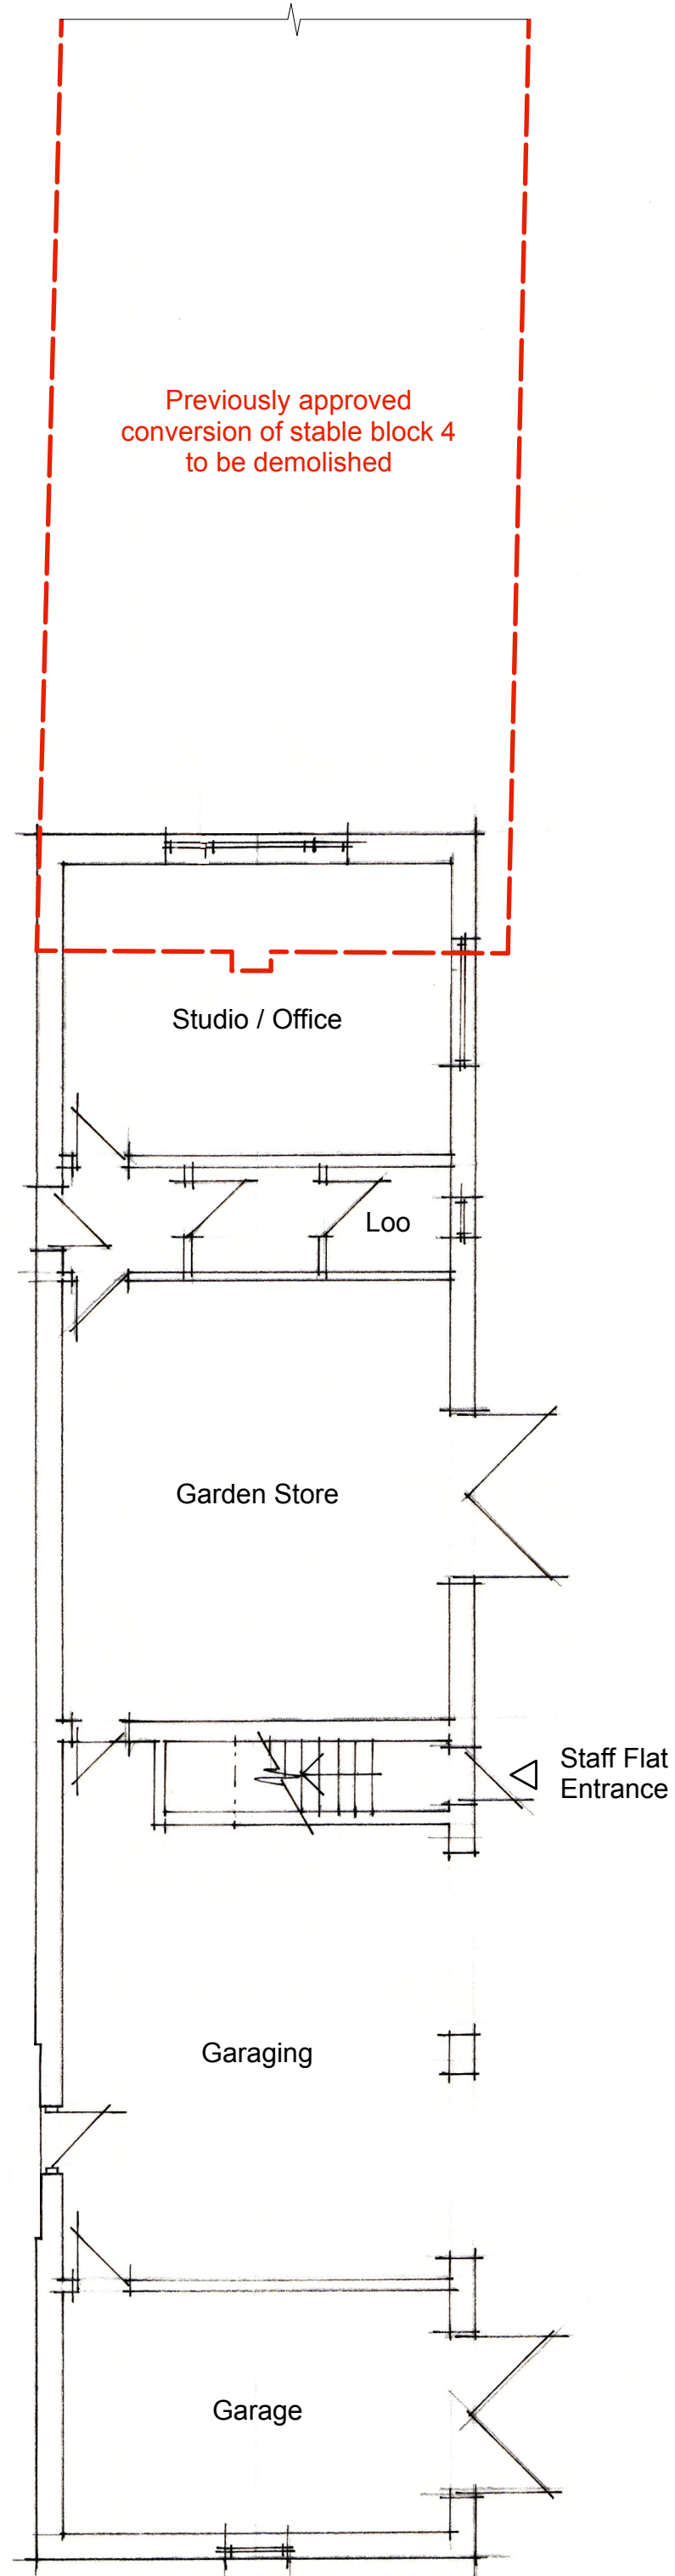 Previously approved
conversion of stable block 4
to be demolished
Studio / Office
Loo
Garden Store
Staff Flat
Entrance
Garaging
Garage